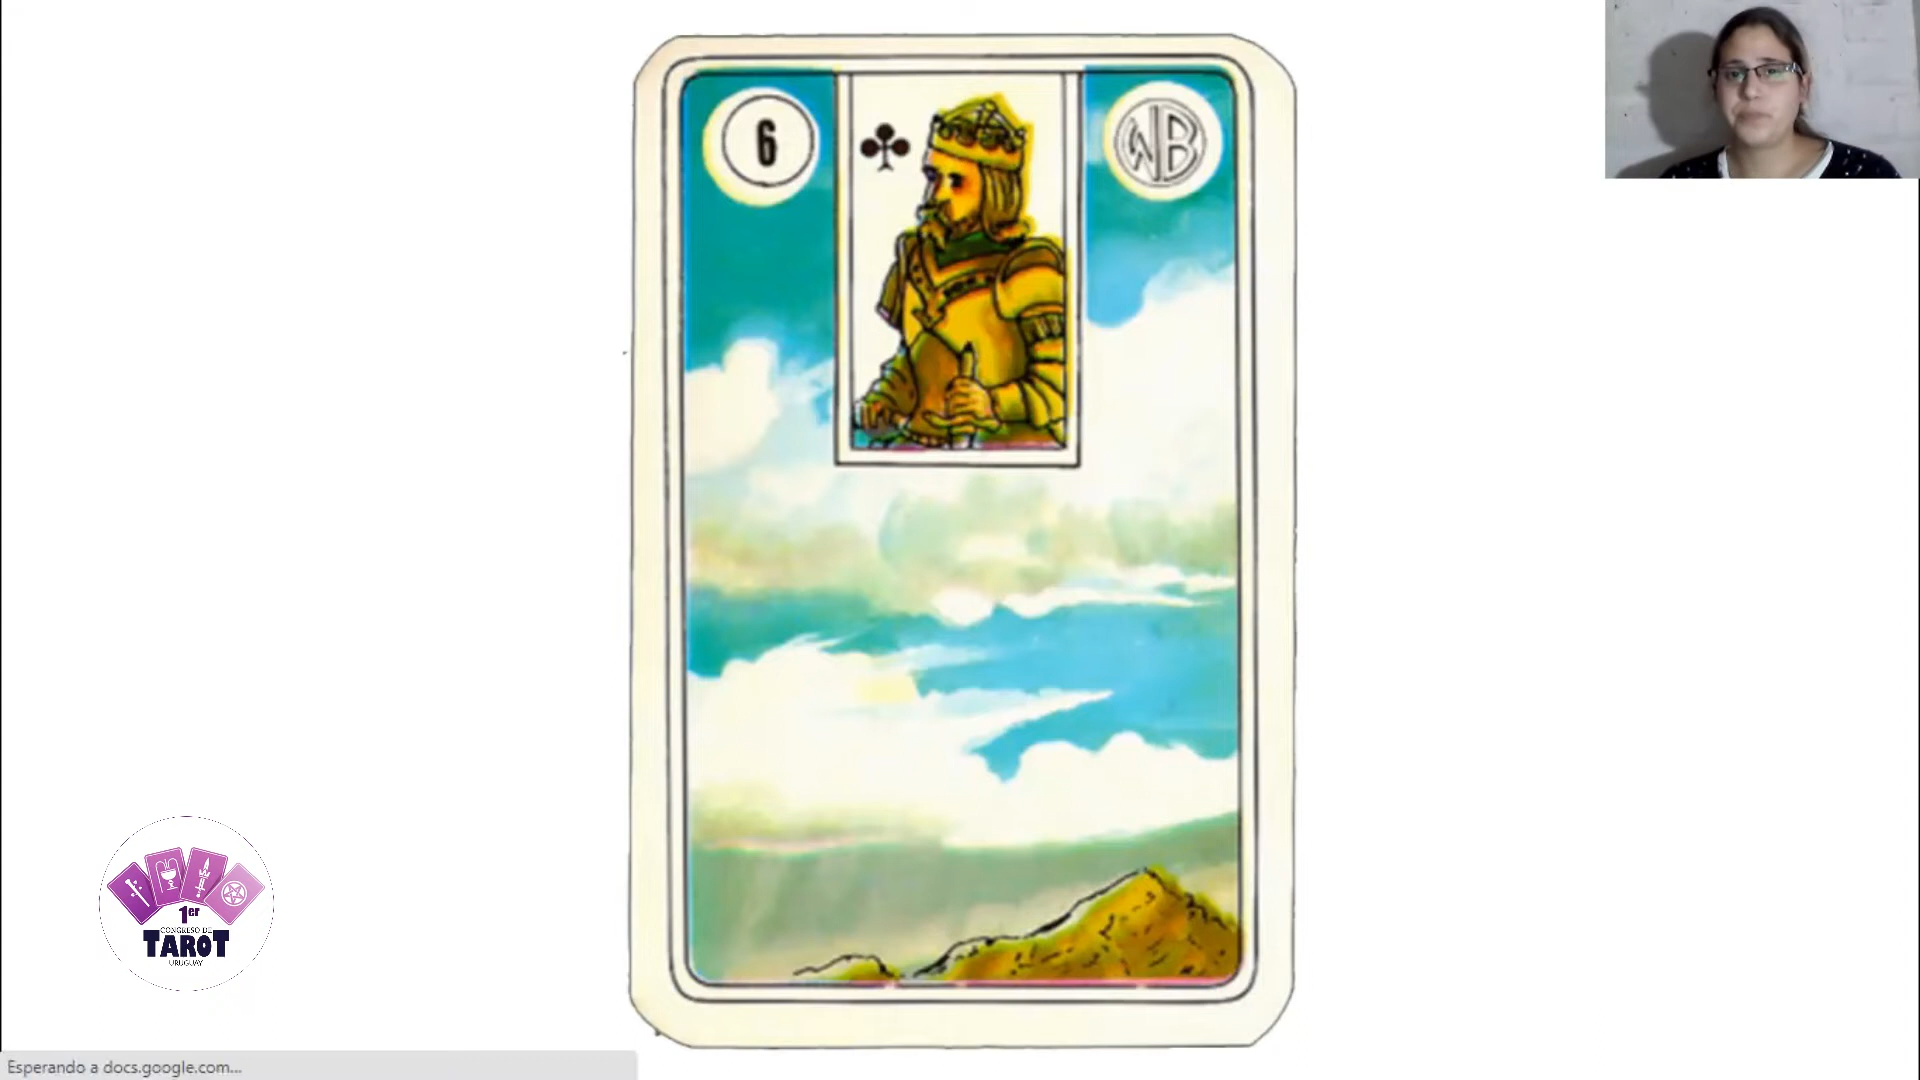 6
WB
1er
CONGRESO DE
TAROT
URUGUAY
Esperando a docs.google.com...